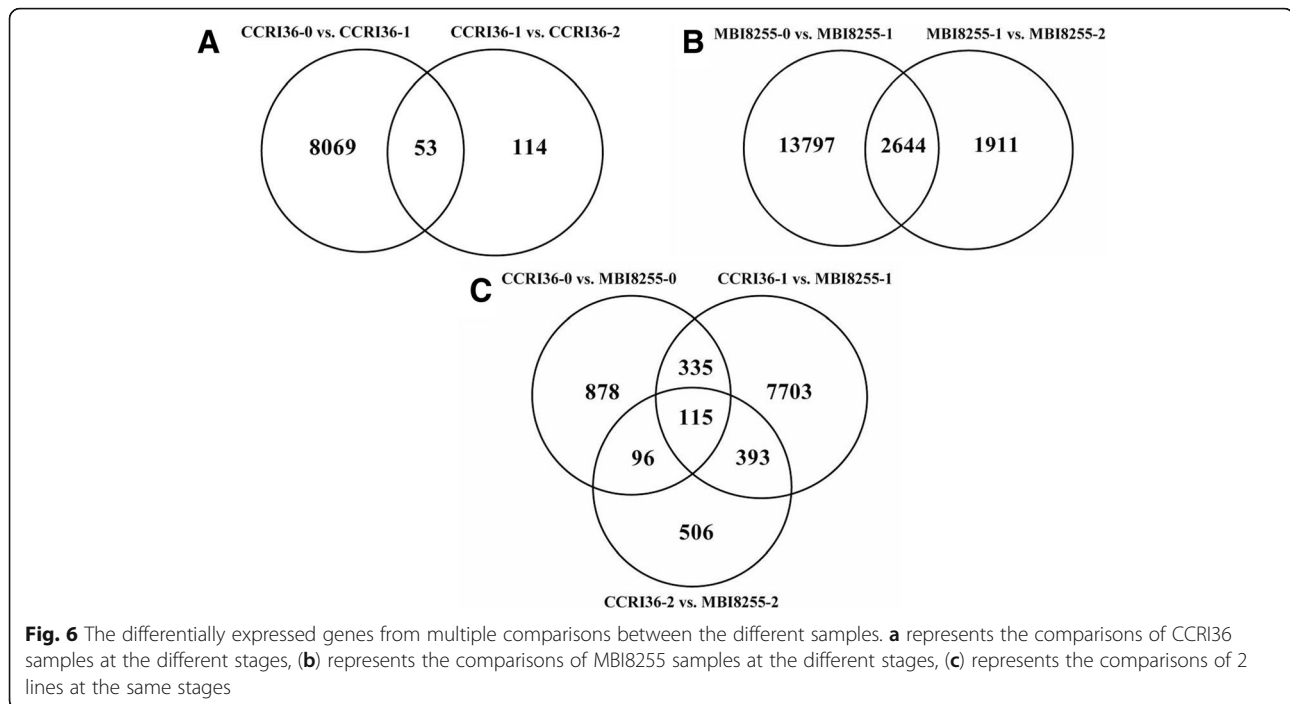 A
CCRI36-0 vs. CCRI36-1
CCRI36-1 vs. CCRI36-2
8069
53
114
B
MBI8255-0 vs. MBI8255-1
MBI8255-1 vs. MBI8255-2
13797
2644
1911
C
CCRI36-0 vs. MBI8255-0
CCRI36-1 vs. MBI8255-1
335
878
7703
115
96
393
506
CCRI36-2 vs. MBI8255-2
Fig. 6 The differentially expressed genes from multiple comparisons between the different samples. a represents the comparisons of CCRI36
samples at the different stages, (b) represents the comparisons of MBI8255 samples at the different stages, (c) represents the comparisons of 2
lines at the same stages